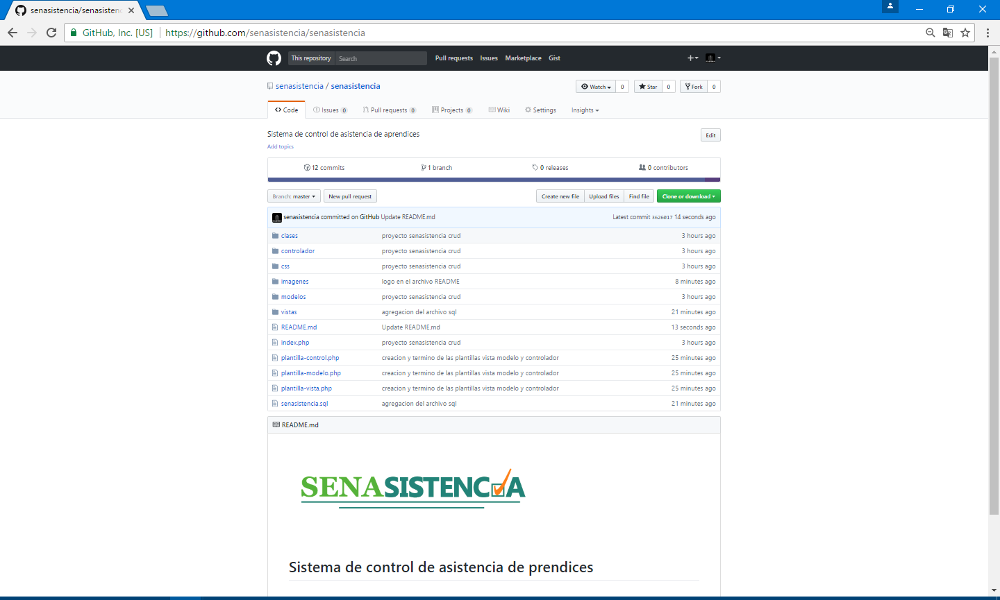 senasistencia/senasisten
GitHub, Inc. [US] https://github.com/senasistencia/senasistencia
This repository Search Pull requests Issues Marketplace Gist
senasistencia / senasistencia Watch 0 Star 0 Fork 0
Code Issues 0 Pull requests 0 Projects 0 Wiki Settings Insights
Sistema de control de asistencia de aprendices Edit
Add topics
12 commits 1 branch 0 releases 0 contributors
Branch: master New pull request Create new file Upload files Find file Clone or download
senasistencia committed on GitHub Update README.md Latest commit 3626017 14 seconds ago
clases proyecto senasistencia crud 3 hours ago
controlador proyecto senasistencia crud 3 hours ago
css proyecto senasistencia crud 3 hours ago
imagenes logo en el archivo README 8 minutes ago
modelos proyecto senasistencia crud 3 hours ago
vistas agregacion del archivo sql 21 minutes ago
README.md Update README.md 13 seconds ago
index.php proyecto senasistencia crud 3 hours ago
plantilla-control.php creacion y termino de las plantillas vista modelo y controlador 25 minutes ago
plantilla-modelo.php creacion y termino de las plantillas vista modelo y controlador 25 minutes ago
plantilla-vista.php creacion y termino de las plantillas vista modelo y controlador 25 minutes ago
senasistencia.sql agregacion del archivo sql 21 minutes ago
README.md
SENASISTENCIA
Sistema de control de asistencia de prendices